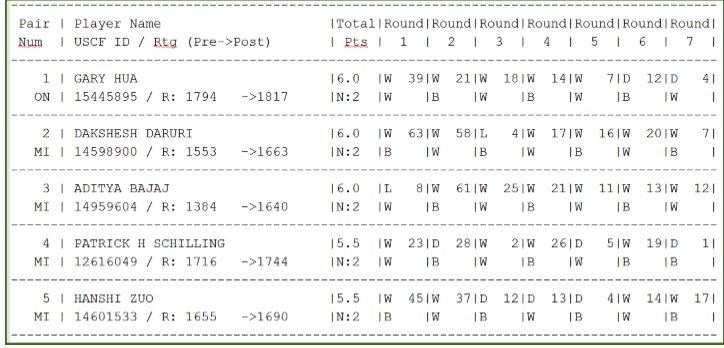 -----------------------------------------------------------------------------------------
Pair | Player Name                     |Total|Round|Round|Round|Round|Round|Round|Round|
Num  | USCF ID / Rtg (Pre->Post)       | Pts |  1  |  2  |  3  |  4  |  5  |  6  |  7  |
-----------------------------------------------------------------------------------------
    1 | GARY HUA                        |6.0  |W  39|W  21|W  18|W  14|W   7|D  12|D   4|
   ON | 15445895 / R: 1794   ->1817     |N:2  |W    |B    |W    |B    |W    |B    |W    |
-----------------------------------------------------------------------------------------
    2 | DAKSHESH DARURI                 |6.0  |W  63|W  58|L   4|W  17|W  16|W  20|W   7|
   MI | 14598900 / R: 1553   ->1663     |N:2  |B    |W    |B    |W    |B    |W    |B    |
-----------------------------------------------------------------------------------------
    3 | ADITYA BAJAJ                    |6.0  |L   8|W  61|W  25|W  21|W  11|W  13|W  12|
   MI | 14959604 / R: 1384   ->1640     |N:2  |W    |B    |W    |B    |W    |B    |W    |
-----------------------------------------------------------------------------------------
    4 | PATRICK H SCHILLING             |5.5  |W  23|D  28|W   2|W  26|D   5|W  19|D   1|
   MI | 12616049 / R: 1716   ->1744     |N:2  |W    |B    |W    |B    |W    |B    |B    |
-----------------------------------------------------------------------------------------
    5 | HANSHI ZUO                      |5.5  |W  45|W  37|D  12|D  13|D   4|W  14|W  17|
   MI | 14601533 / R: 1655   ->1690     |N:2  |B    |W    |B    |W    |B    |W    |B    |
-----------------------------------------------------------------------------------------